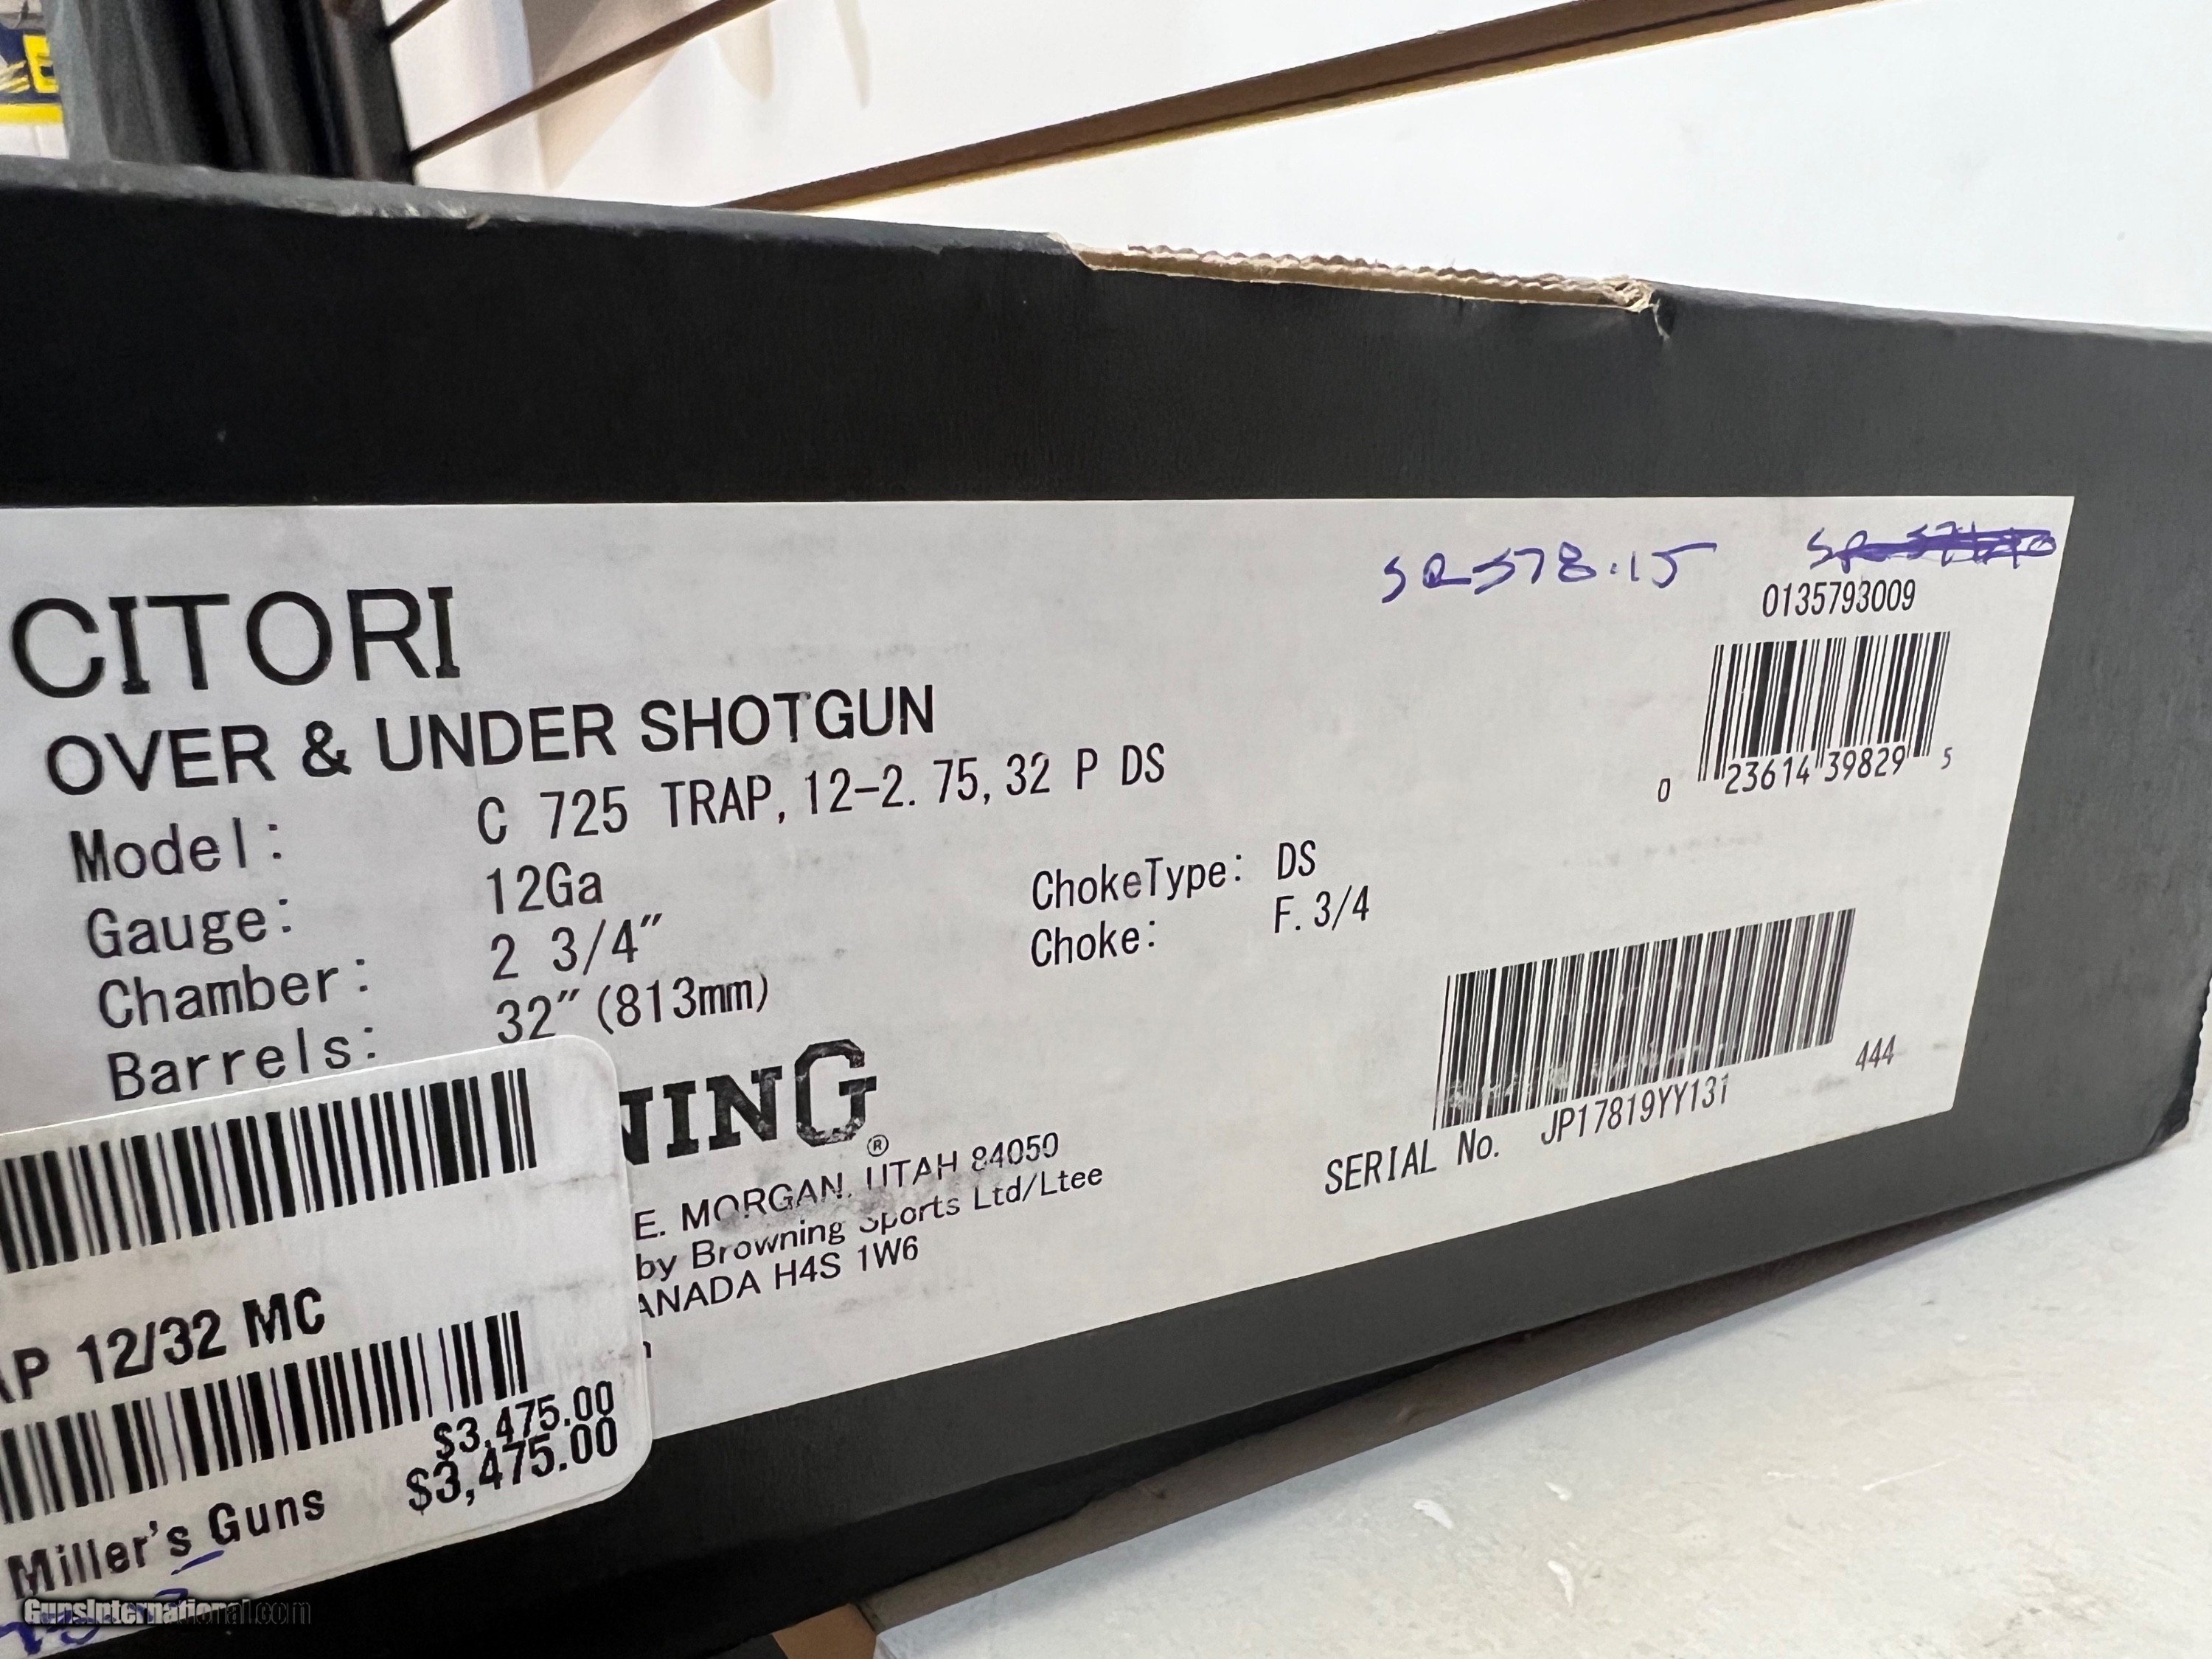 SR 578.15
0135793009
CITORI
OVER & UNDER SHOTGUN
Model: C 725 TRAP, 12-2.75, 32 P DS
Gauge: 12Ga
Chamber: 2 3/4″
Barrels: 32″(813mm)
ChokeType: DS
Choke: F. 3/4
0 23614 39829 5
NING®
E. MORGAN, UTAH 84050
by Browning Sports Ltd/Ltee
ANADA H4S 1W6
444
SERIAL No. JP17819YY131
P 12/32 MC
$3,475.00
$3,475.00
Miller's Guns
GunsInternational.com